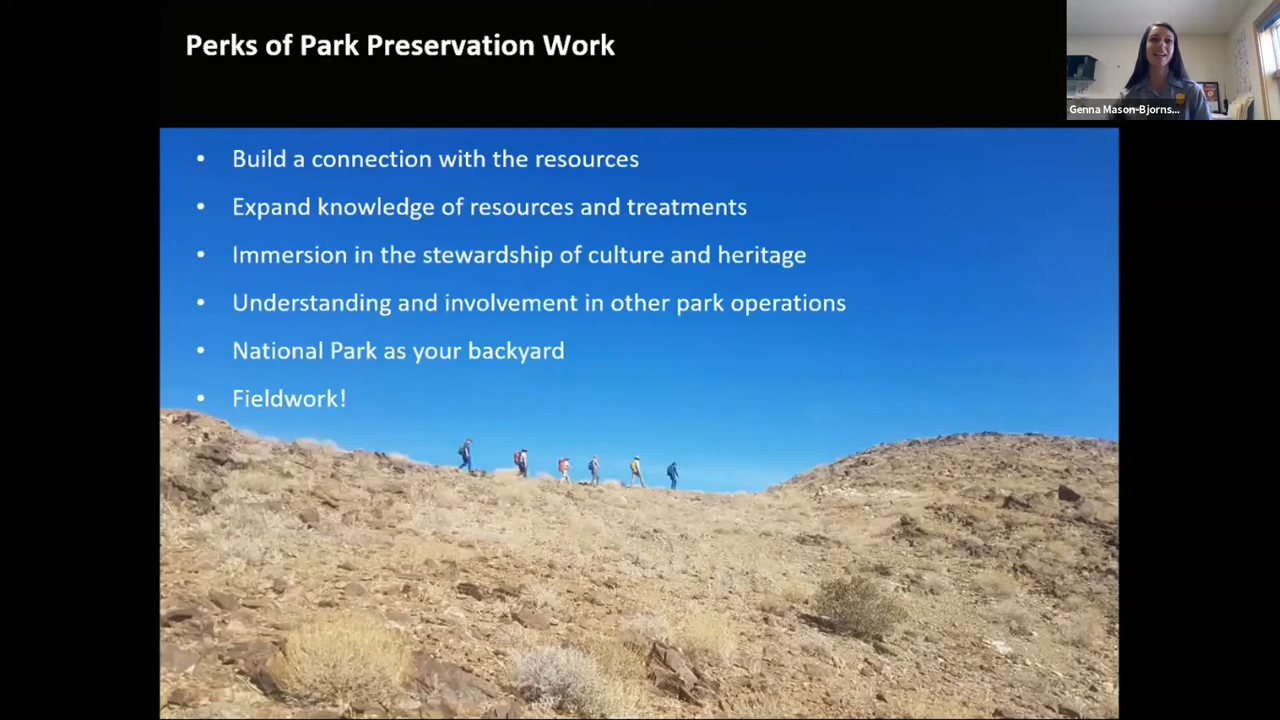 Perks of Park Preservation Work
Genna Mason-Bjorns...
• Build a connection with the resources
• Expand knowledge of resources and treatments
• Immersion in the stewardship of culture and heritage
• Understanding and involvement in other park operations
• National Park as your backyard
• Fieldwork!